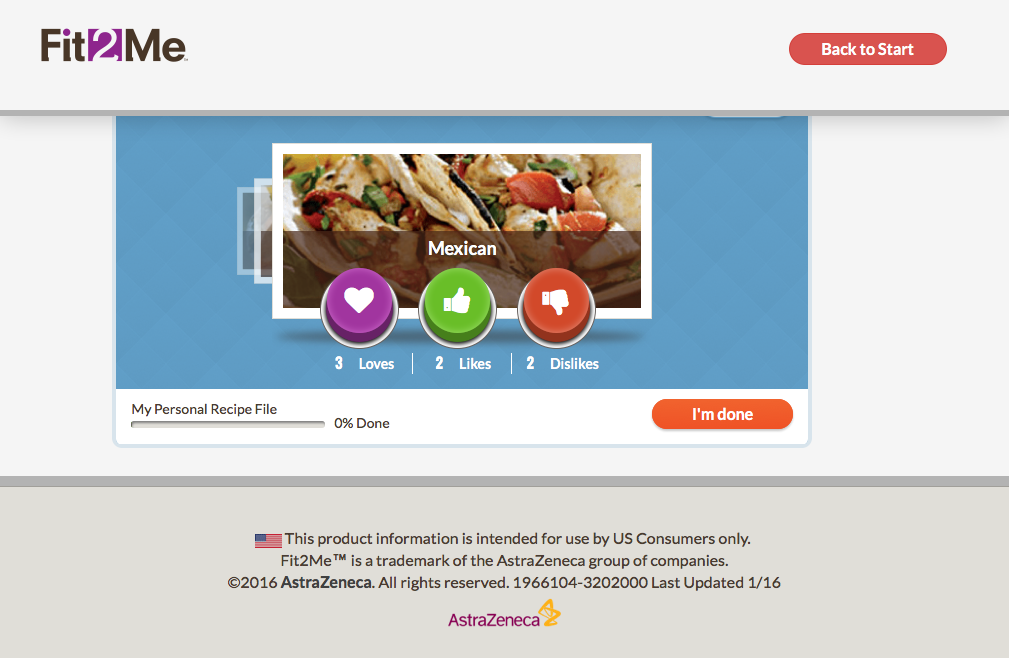 Fit2Me™
Back to Start
Mexican
3 Loves
2 Likes
2 Dislikes
My Personal Recipe File
0% Done
I'm done
This product information is intended for use by US Consumers only.
Fit2Me™ is a trademark of the AstraZeneca group of companies.
©2016 AstraZeneca. All rights reserved. 1966104-3202000 Last Updated 1/16
AstraZeneca